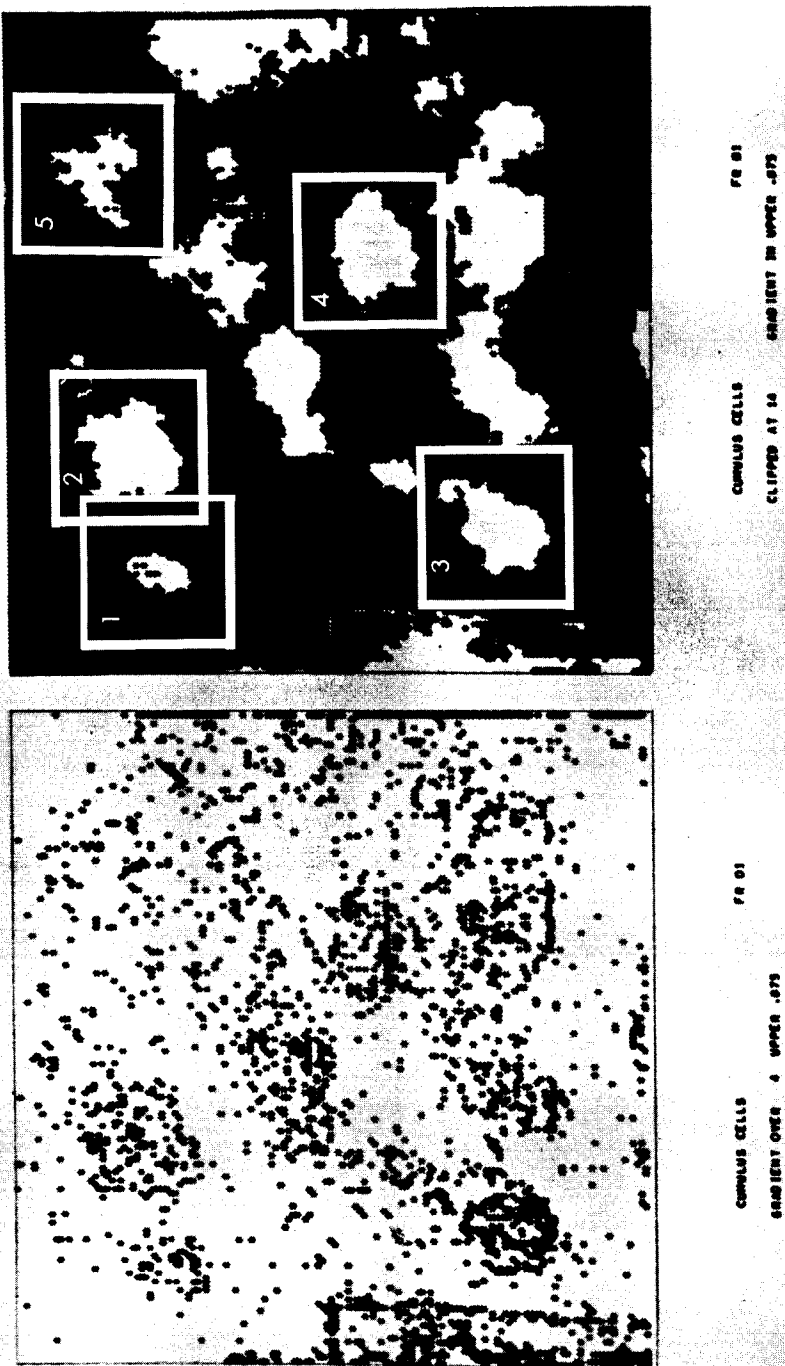 5
4
2
1
3
CUMULUS CELLS FR 01
CLIPPED AT 14 GRADIENT IN UPPER .075
CUMULUS CELLS FR 01
GRADIENT OVER 4 UPPER .075